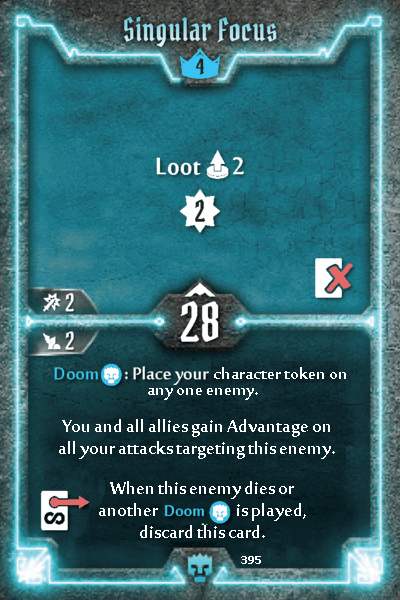 Singular Focus
4
Loot 2
2
2
28
2
Doom : Place your character token on
any one enemy.
You and all allies gain Advantage on
all your attacks targeting this enemy.
When this enemy dies or
another Doom is played,
discard this card.
395